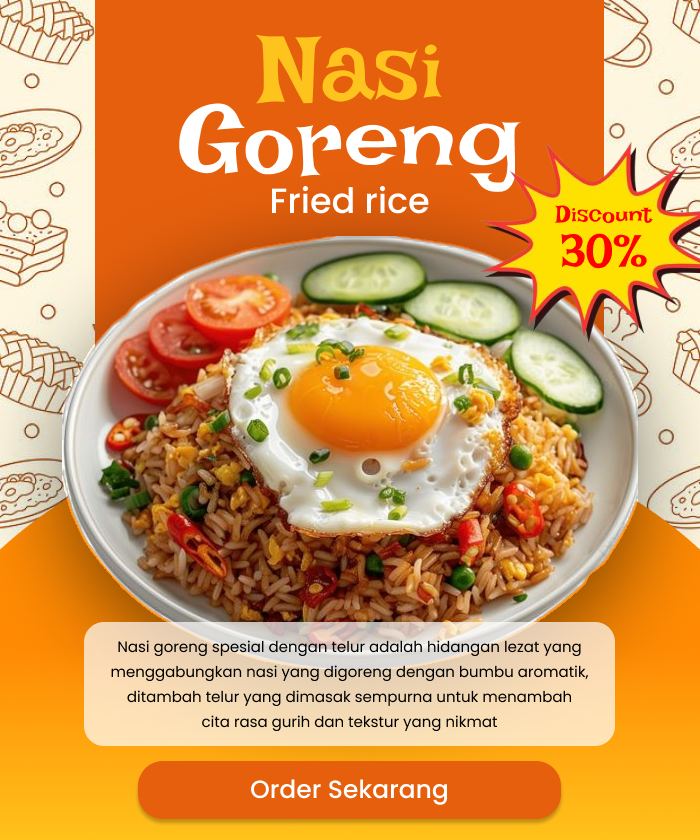 Nasi
Goreng
Fried rice
Discount
30%
Nasi goreng spesial dengan telur adalah hidangan lezat yang
menggabungkan nasi yang digoreng dengan bumbu aromatik,
ditambah telur yang dimasak sempurna untuk menambah
cita rasa gurih dan tekstur yang nikmat
Order Sekarang